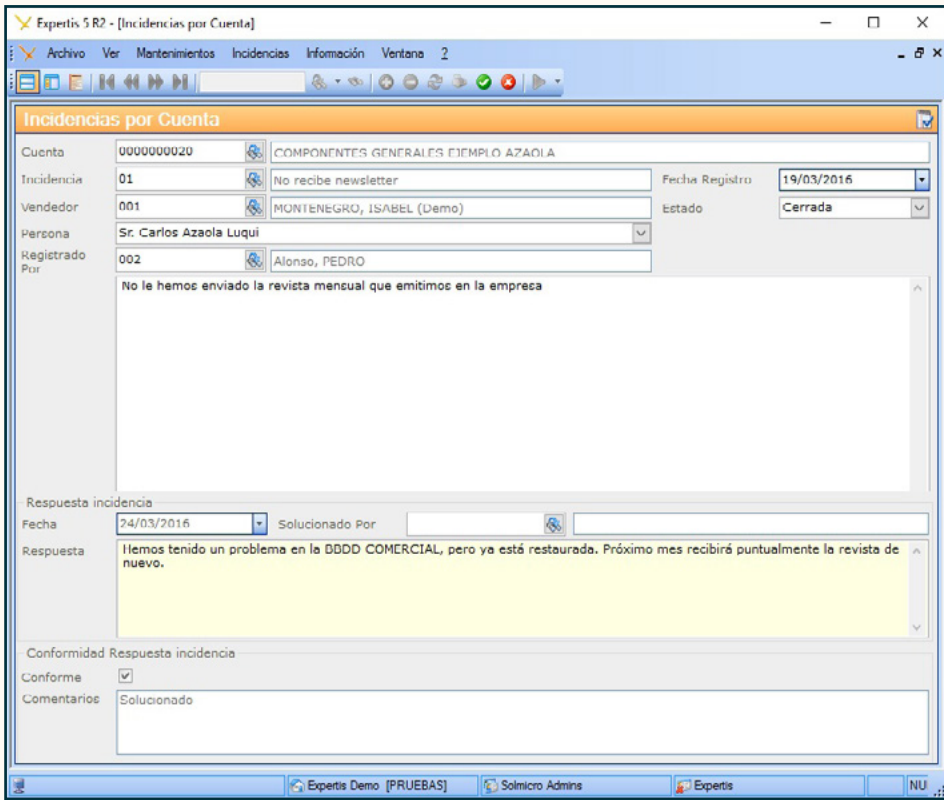 Expertis 5 R2 - [Incidencias por Cuenta]
Archivo Ver Mantenimientos Incidencias Información Ventana ?
Incidencias por Cuenta
Cuenta 0000000020 COMPONENTES GENERALES EJEMPLO AZAOLA
Incidencia 01 No recibe newsletter Fecha Registro 19/03/2016
Vendedor 001 MONTENEGRO, ISABEL (Demo) Estado Cerrada
Persona Sr. Carlos Azaola Luqui
Registrado
Por 002 Alonso, PEDRO
No le hemos enviado la revista mensual que emitimos en la empresa
Respuesta incidencia
Fecha 24/03/2016 Solucionado Por
Respuesta Hemos tenido un problema en la BBDD COMERCIAL, pero ya está restaurada. Próximo mes recibirá puntualmente la revista de
nuevo.
Conformidad Respuesta incidencia
Conforme
Comentarios Solucionado
Expertis Demo [PRUEBAS] Solmicro Admins Expertis NU